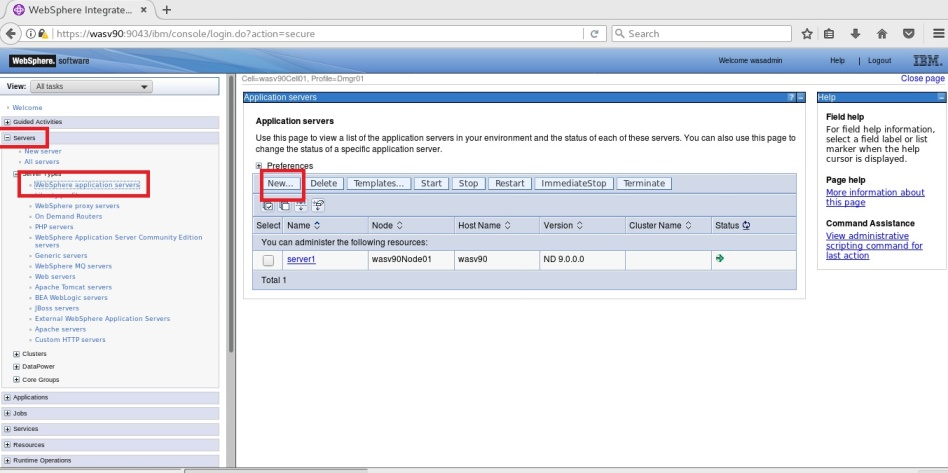 WebSphere Integrate...
https://wasv90:9043/ibm/console/login.do?action=secure
Search
WebSphere. software
Welcome wasadmin
Help | Logout
IBM.
View: All tasks
Welcome
Guided Activities
Servers
New server
All servers
Server Types
WebSphere application servers
WebSphere proxy servers
On Demand Routers
PHP servers
WebSphere Application Server Community Edition
servers
Generic servers
WebSphere MQ servers
Web servers
Apache Tomcat servers
BEA WebLogic servers
JBoss servers
External WebSphere Application Servers
Apache servers
Custom HTTP servers
Clusters
DataPower
Core Groups
Applications
Jobs
Services
Resources
Runtime Operations
Cell=wasv90Cell01, Profile=Dmgr01
Close page
Application servers
Application servers
Use this page to view a list of the application servers in your environment and the status of each of these servers. You can also use this page to
change the status of a specific application server.
Preferences
New... Delete Templates... Start Stop Restart ImmediateStop Terminate
Select Name Node Host Name Version Cluster Name Status
You can administer the following resources:
server1 wasv90Node01 wasv90 ND 9.0.0.0
Total 1
Help
Field help
For field help information,
select a field label or list
marker when the help
cursor is displayed.
Page help
More information about
this page
Command Assistance
View administrative
scripting command for
last action